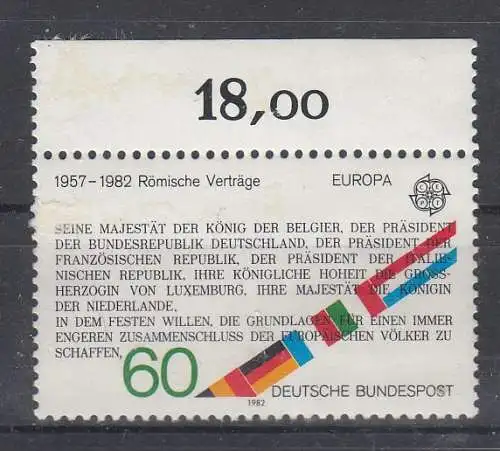 18,00
1957-1982 Römische Verträge EUROPA
SEINE MAJESTÄT DER KÖNIG DER BELGIER, DER PRÄSIDENT
DER BUNDESREPUBLIK DEUTSCHLAND, DER PRÄSIDENT DER
FRANZÖSISCHEN REPUBLIK, DER PRÄSIDENT DER ITALIE-
NISCHEN REPUBLIK, IHRE KÖNIGLICHE HOHEIT DIE GROSS-
HERZOGIN VON LUXEMBURG, IHRE MAJESTÄT DIE KÖNIGIN
DER NIEDERLANDE,
IN DEM FESTEN WILLEN, DIE GRUNDLAGEN FÜR EINEN IMMER
ENGEREN ZUSAMMENSCHLUSS DER EUROPÄISCHEN VÖLKER ZU
SCHAFFEN,
60 DEUTSCHE BUNDESPOST
1982